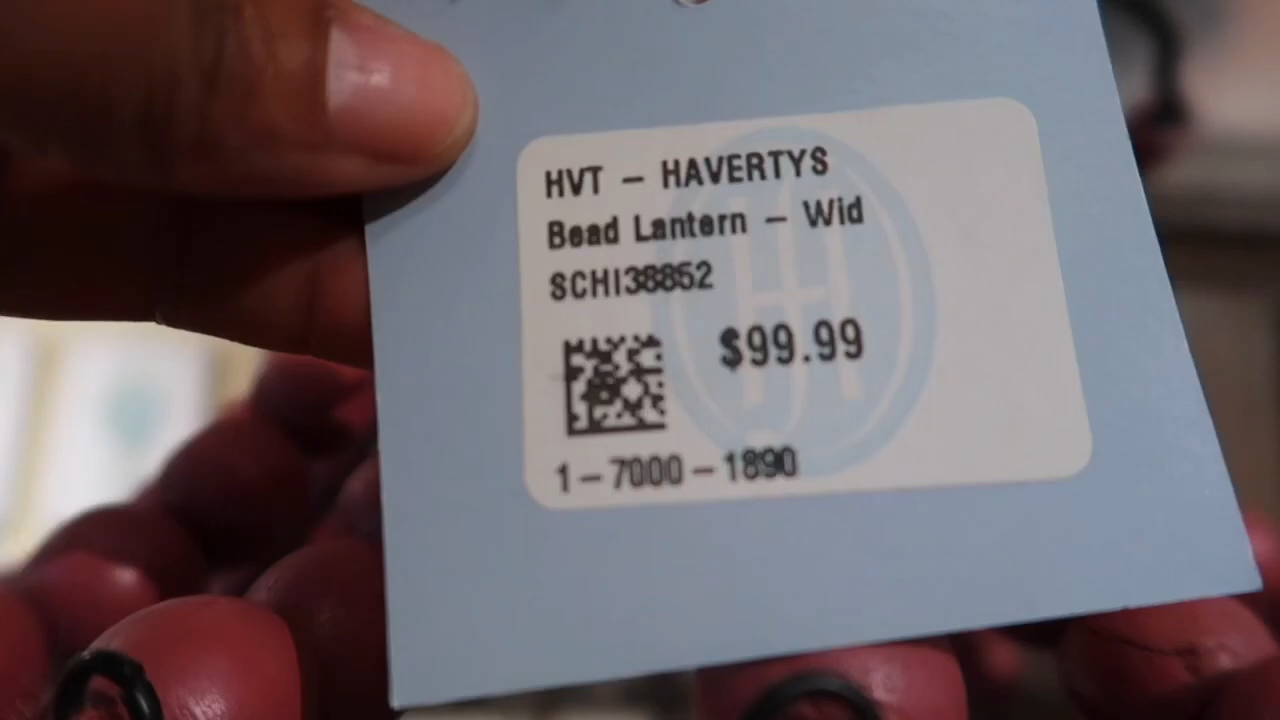 HVT - HAVERTYS
Bead Lantern - Wid
SCHI38852
$99.99
1-7000-1890